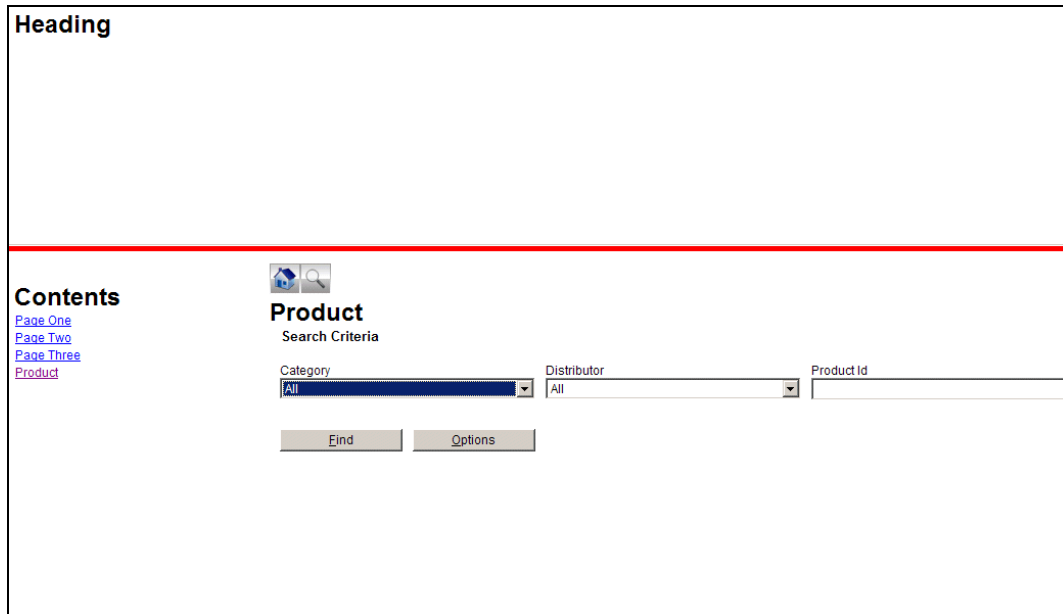 Heading
Contents
Page One
Page Two
Page Three
Product
Product
Search Criteria
Category Distributor Product Id
All All
Find Options